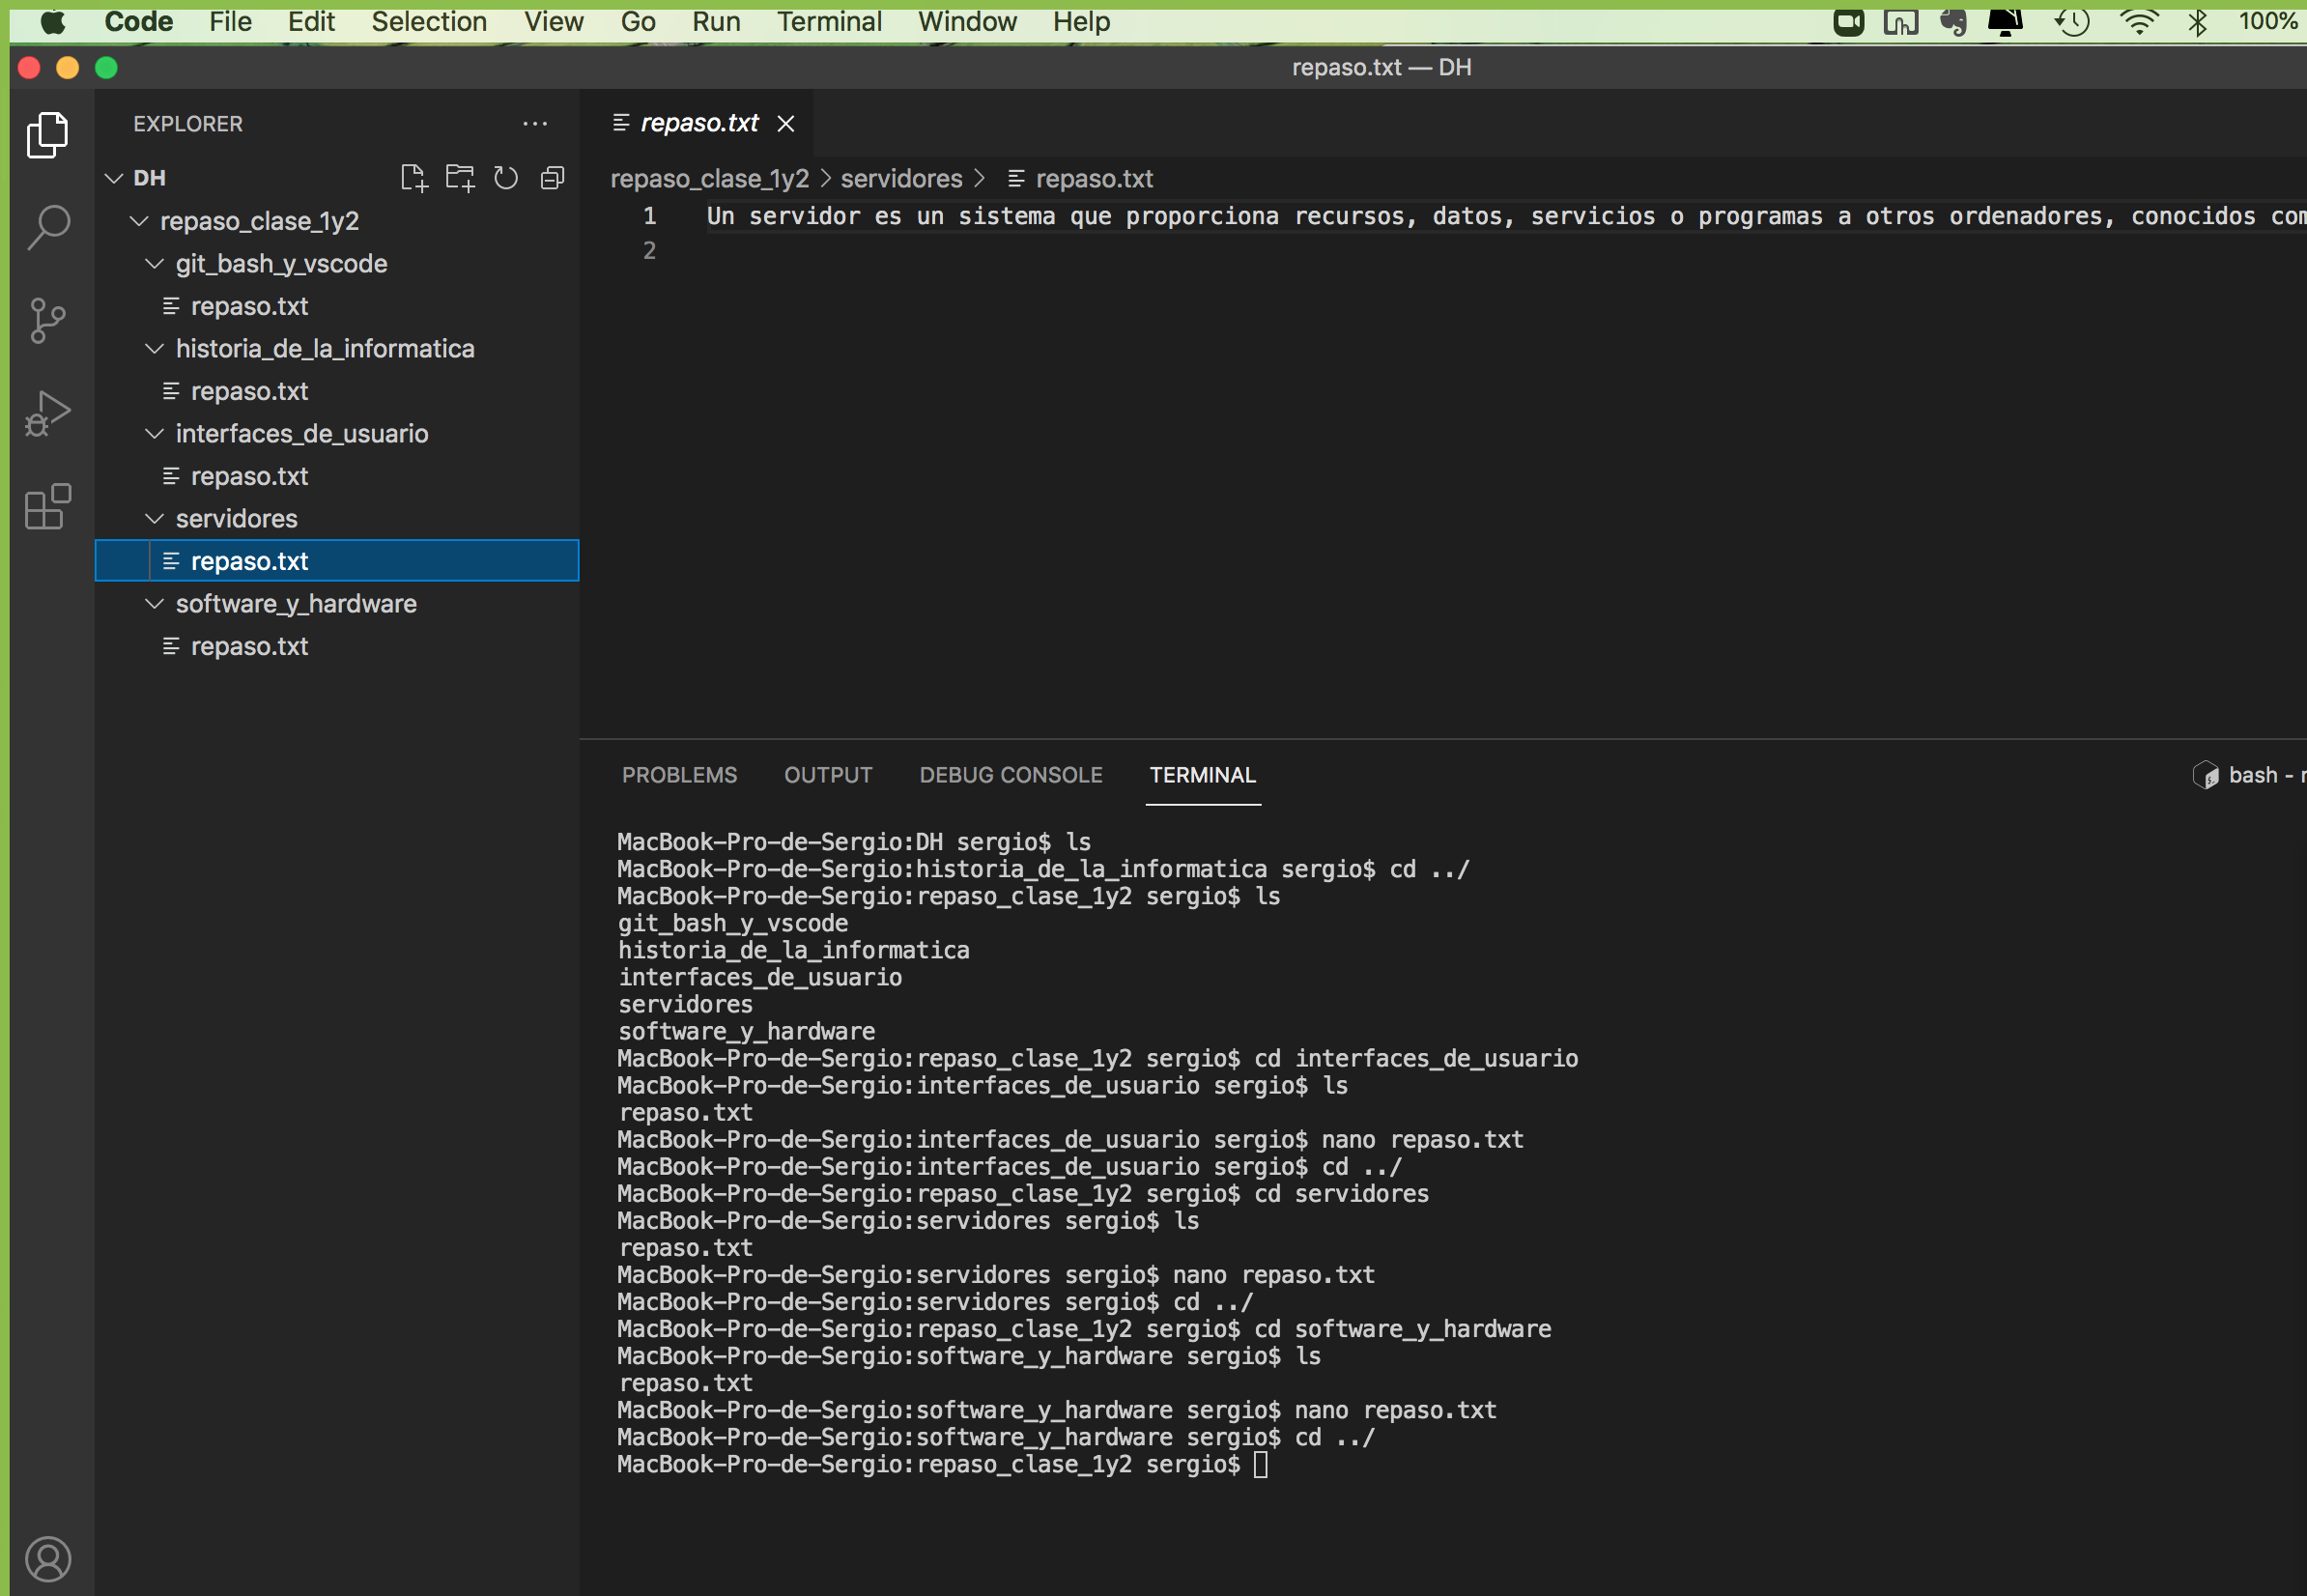 Code File Edit Selection View Go Run Terminal Window Help 100%
repaso.txt — DH
EXPLORER
DH
repaso_clase_1y2
git_bash_y_vscode
repaso.txt
historia_de_la_informatica
repaso.txt
interfaces_de_usuario
repaso.txt
servidores
repaso.txt
software_y_hardware
repaso.txt
repaso.txt
repaso_clase_1y2 > servidores > repaso.txt
1 Un servidor es un sistema que proporciona recursos, datos, servicios o programas a otros ordenadores, conocidos com
2
PROBLEMS OUTPUT DEBUG CONSOLE TERMINAL bash -
MacBook-Pro-de-Sergio:DH sergio$ ls
MacBook-Pro-de-Sergio:historia_de_la_informatica sergio$ cd ../
MacBook-Pro-de-Sergio:repaso_clase_1y2 sergio$ ls
git_bash_y_vscode
historia_de_la_informatica
interfaces_de_usuario
servidores
software_y_hardware
MacBook-Pro-de-Sergio:repaso_clase_1y2 sergio$ cd interfaces_de_usuario
MacBook-Pro-de-Sergio:interfaces_de_usuario sergio$ ls
repaso.txt
MacBook-Pro-de-Sergio:interfaces_de_usuario sergio$ nano repaso.txt
MacBook-Pro-de-Sergio:interfaces_de_usuario sergio$ cd ../
MacBook-Pro-de-Sergio:repaso_clase_1y2 sergio$ cd servidores
MacBook-Pro-de-Sergio:servidores sergio$ ls
repaso.txt
MacBook-Pro-de-Sergio:servidores sergio$ nano repaso.txt
MacBook-Pro-de-Sergio:servidores sergio$ cd ../
MacBook-Pro-de-Sergio:repaso_clase_1y2 sergio$ cd software_y_hardware
MacBook-Pro-de-Sergio:software_y_hardware sergio$ ls
repaso.txt
MacBook-Pro-de-Sergio:software_y_hardware sergio$ nano repaso.txt
MacBook-Pro-de-Sergio:software_y_hardware sergio$ cd ../
MacBook-Pro-de-Sergio:repaso_clase_1y2 sergio$